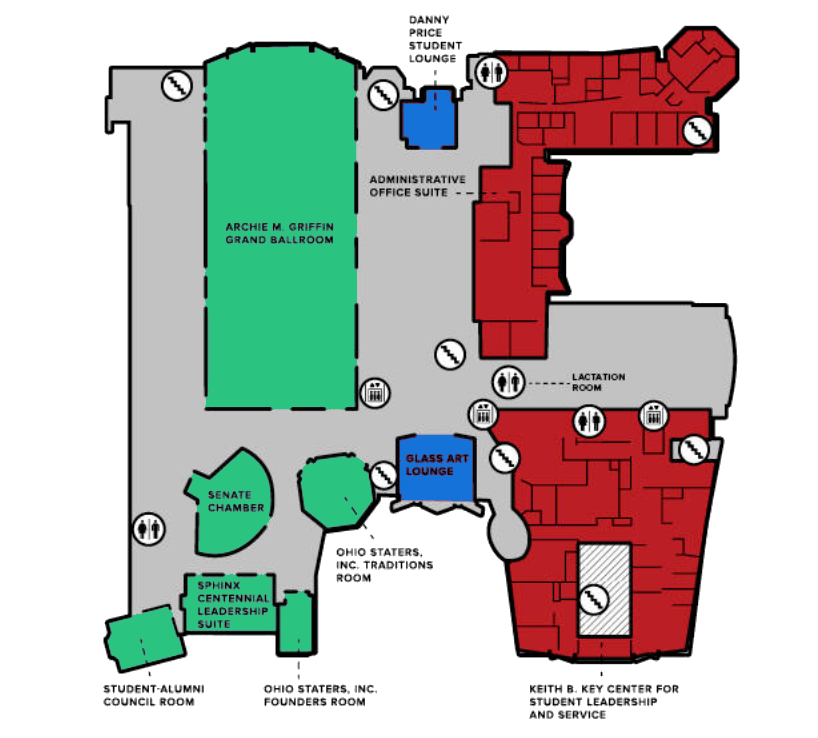 DANNY
PRICE
STUDENT
LOUNGE
ADMINISTRATIVE
OFFICE SUITE
ARCHIE M. GRIFFIN
GRAND BALLROOM
LACTATION
ROOM
GLASS ART
LOUNGE
SENATE
CHAMBER
OHIO STATERS,
INC. TRADITIONS
ROOM
SPHINX
CENTENNIAL
LEADERSHIP
SUITE
STUDENT-ALUMNI
COUNCIL ROOM
OHIO STATERS, INC.
FOUNDERS ROOM
KEITH B. KEY CENTER FOR
STUDENT LEADERSHIP
AND SERVICE